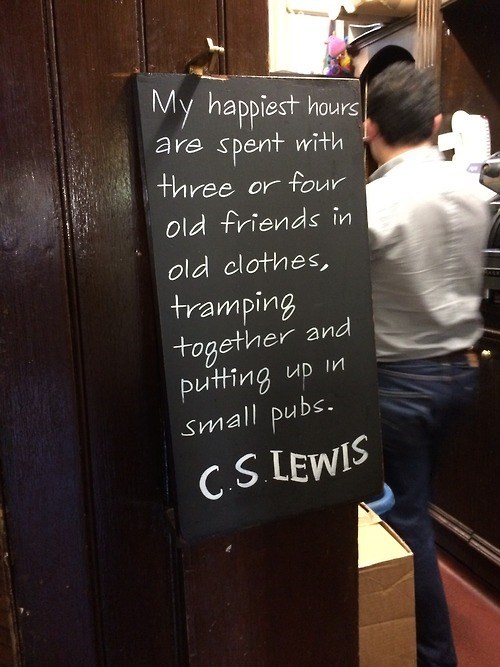 My happiest hours
are spent with
three or four
old friends in
old clothes,
tramping
together and
putting up in
small pubs.
C.S.LEWIS